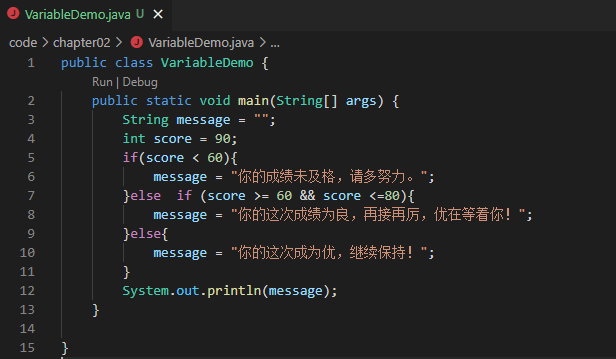 VariableDemo.java U ×
code > chapter02 > VariableDemo.java > ...
1 public class VariableDemo {
Run | Debug
2 public static void main(String[] args) {
3 String message = "";
4 int score = 90;
5 if(score < 60){
6 message = "你的成绩未及格，请多努力。";
7 }else  if (score >= 60 && score <=80){
8 message = "你的这次成绩为良，再接再厉，优在等着你！";
9 }else{
10 message = "你的这次成为优，继续保持！";
11 }
12 System.out.println(message);
13 }
14
15 }